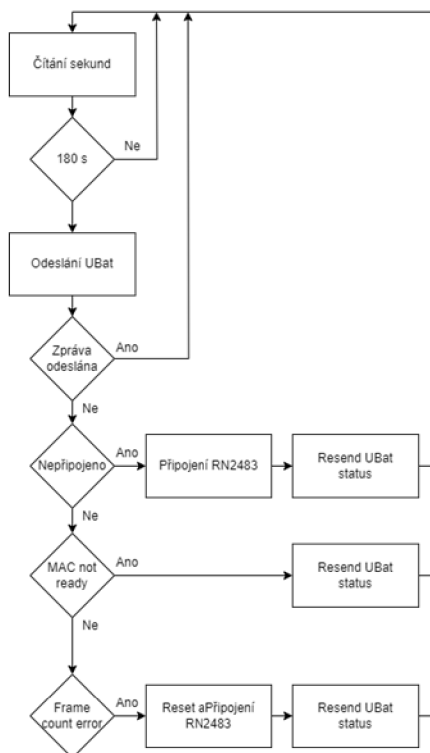 Čítání sekund
180 s
Ne
Odeslání UBat
Zpráva
odeslána
Ano
Ne
Nepřipojeno
Ano
Připojení RN2483
Resend UBat
status
Ne
MAC not
ready
Ano
Resend UBat
status
Ne
Frame
count error
Ano
Reset aPřipojení
RN2483
Resend UBat
status